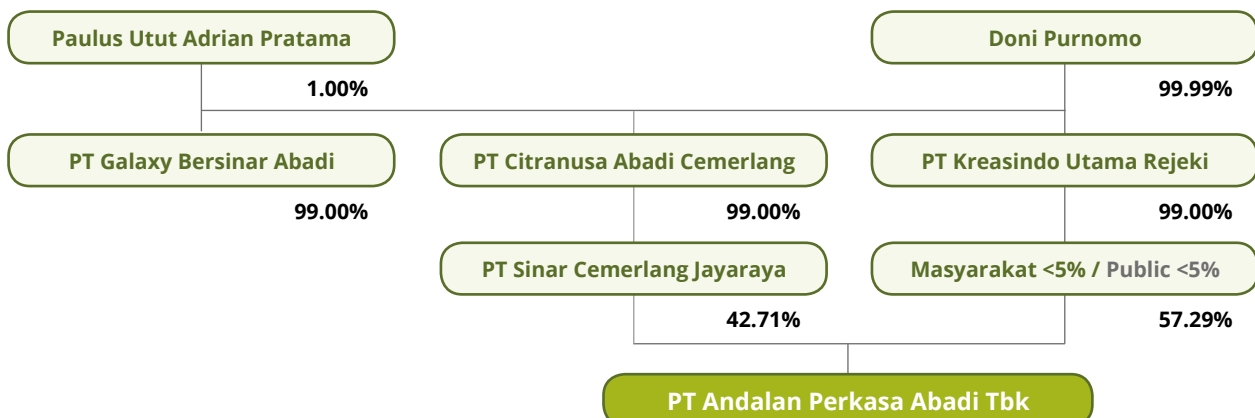 Paulus Utut Adrian Pratama
Doni Purnomo
1.00%
99.99%
PT Galaxy Bersinar Abadi
PT Citranusa Abadi Cemerlang
PT Kreasindo Utama Rejeki
99.00%
99.00%
99.00%
PT Sinar Cemerlang Jayaraya
Masyarakat <5% / Public <5%
42.71%
57.29%
PT Andalan Perkasa Abadi Tbk